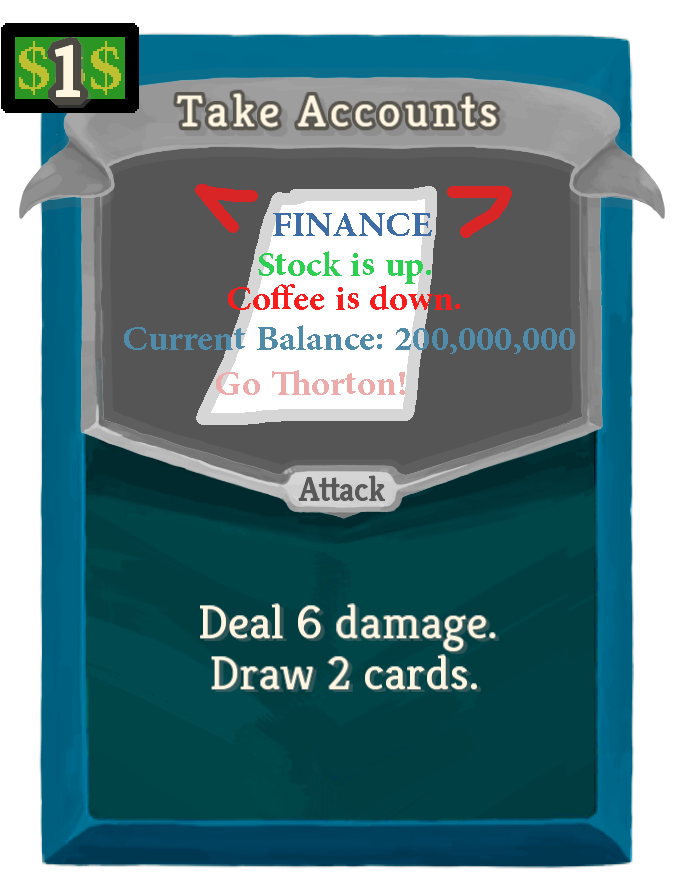 $1$
Take Accounts
FINANCE
Stock is up.
Coffee is down.
Current Balance: 200,000,000
Go Thorton!
Attack
Deal 6 damage.
Draw 2 cards.